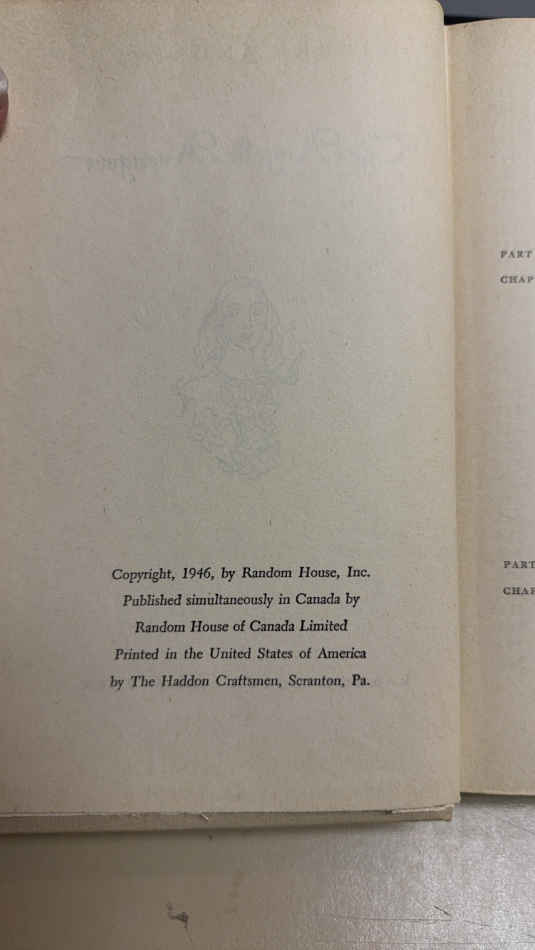 Copyright, 1946, by Random House, Inc.
Published simultaneously in Canada by
Random House of Canada Limited
Printed in the United States of America
by The Haddon Craftsmen, Scranton, Pa.
PART
CHAP
PART
CHAP